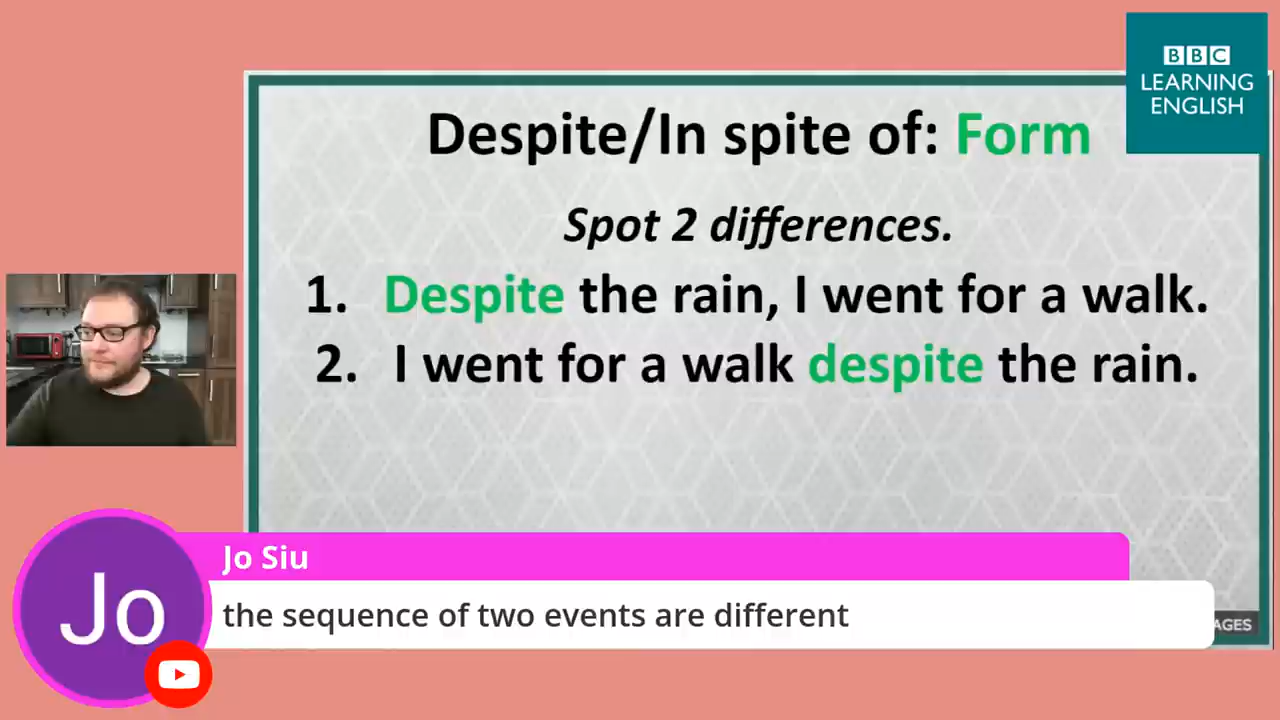 BBC
LEARNING
ENGLISH
Despite/In spite of: Form
Spot 2 differences.
1. Despite the rain, I went for a walk.
2. I went for a walk despite the rain.
Jo Siu
Jo
the sequence of two events are different
AGES